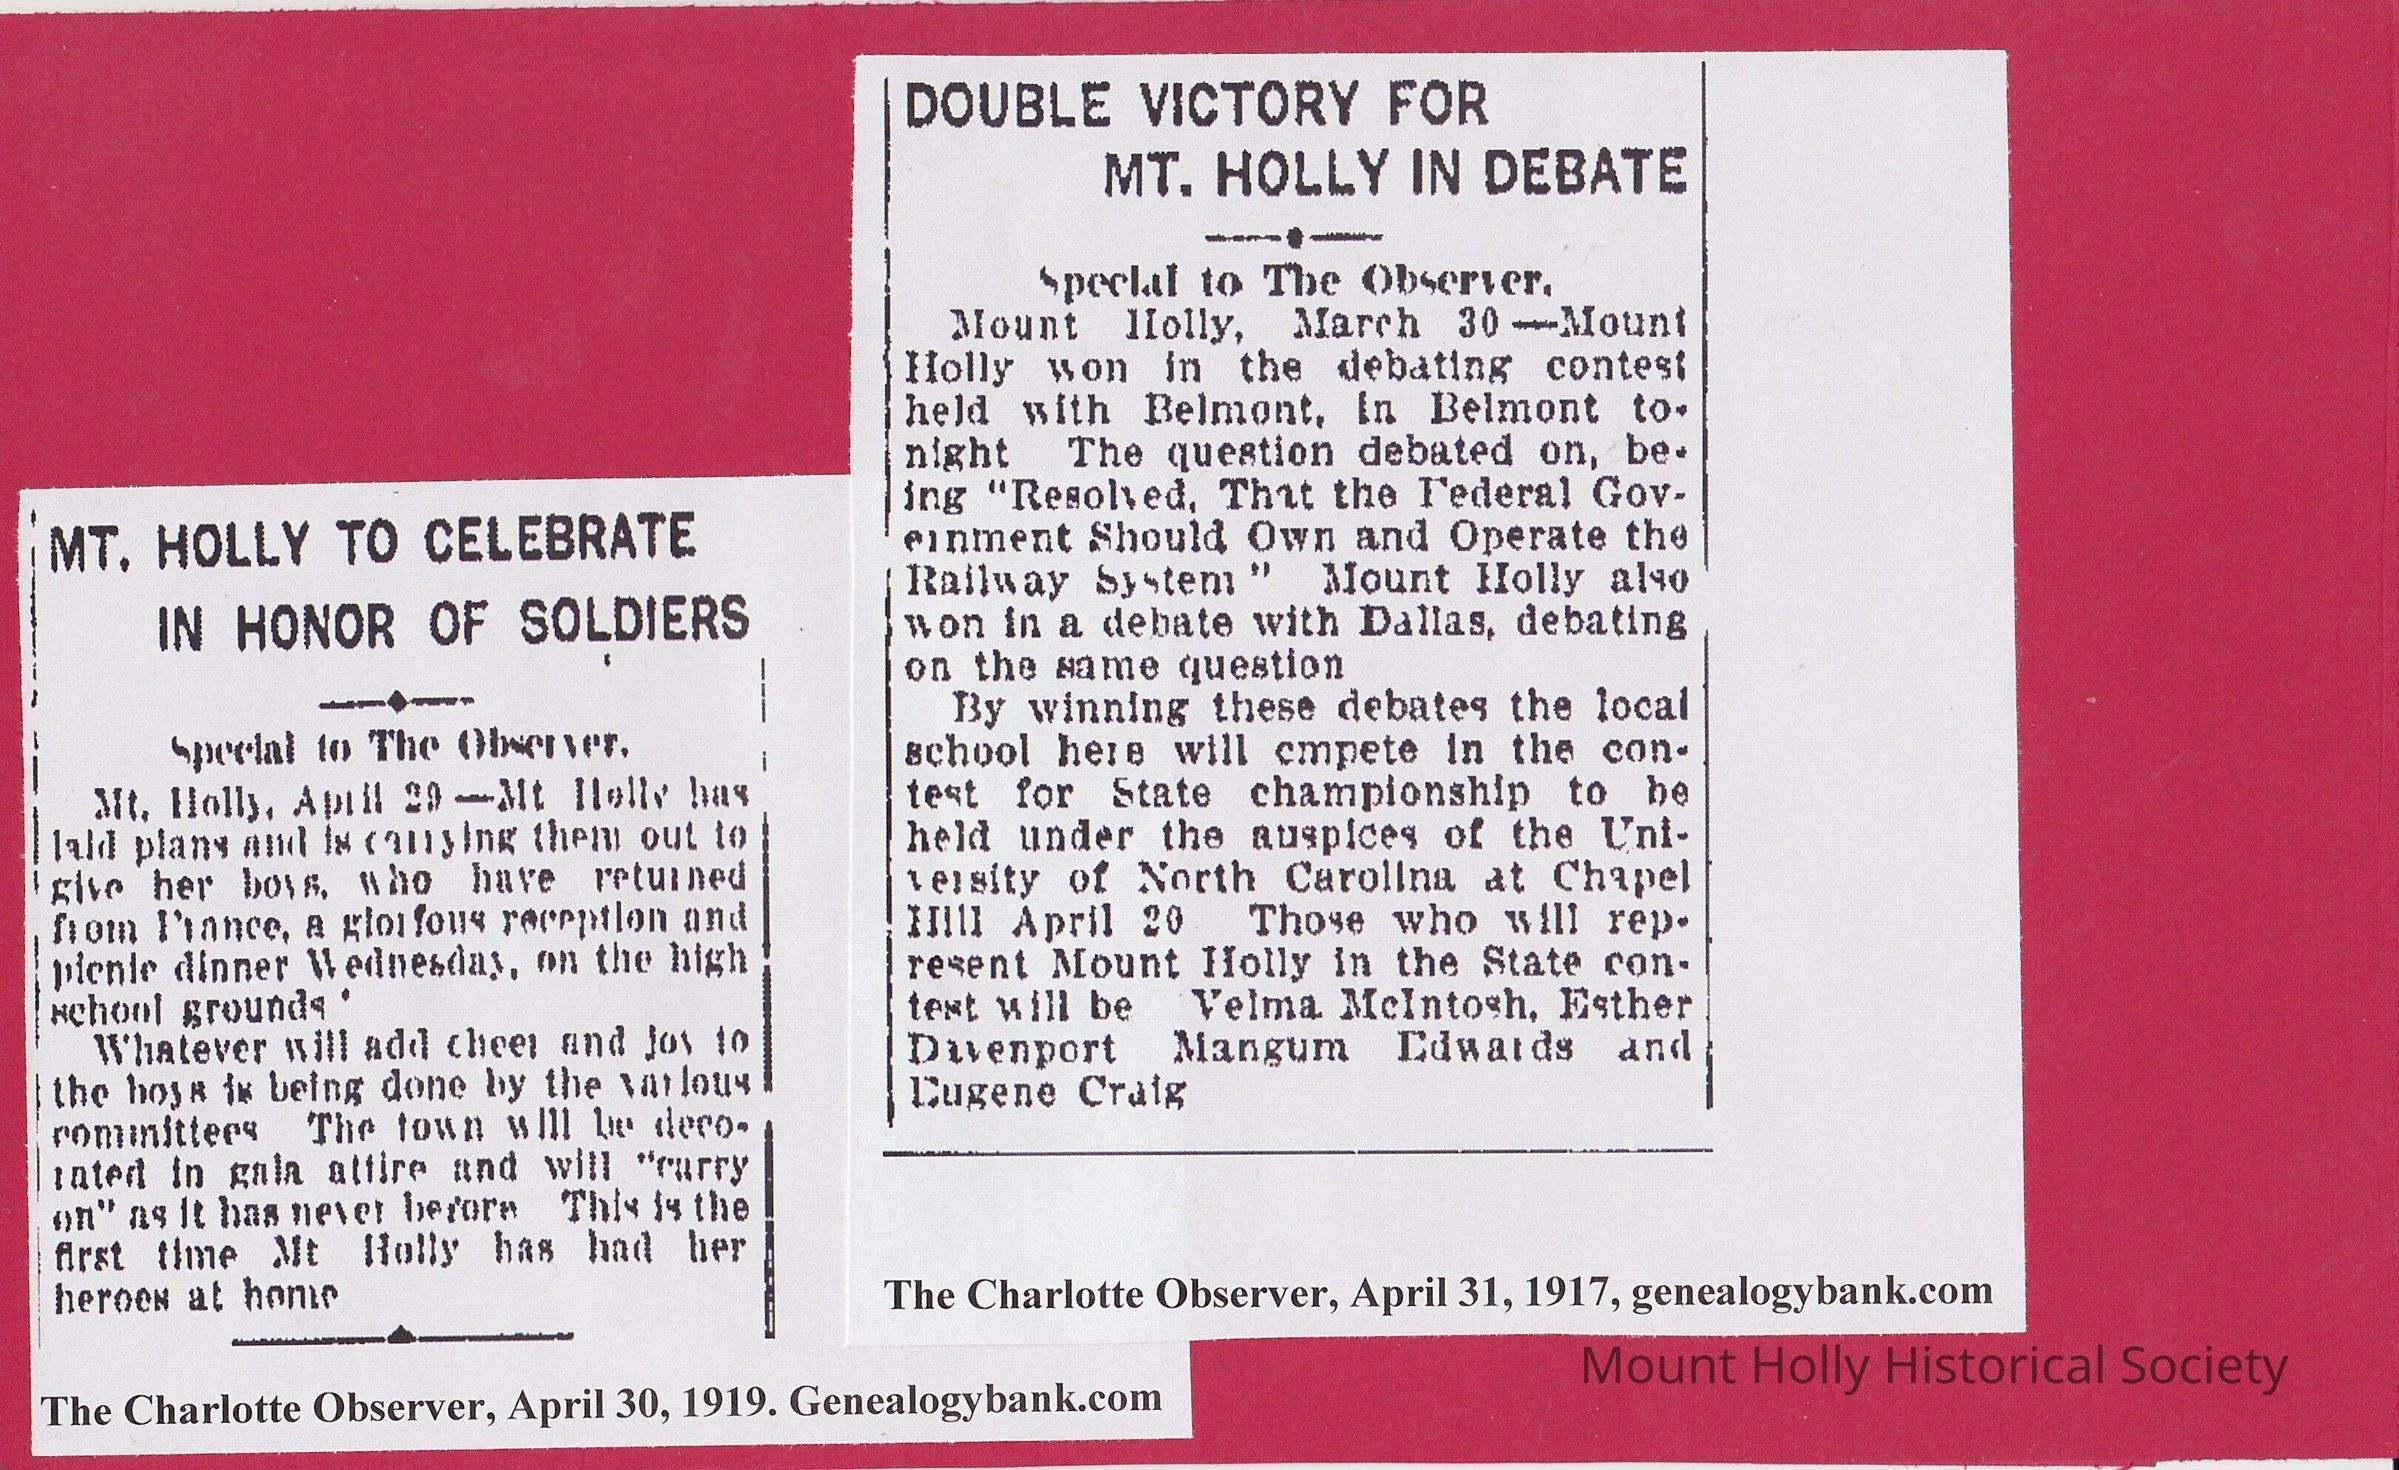 MT. HOLLY TO CELEBRATE
IN HONOR OF SOLDIERS
Special to The Observer.
Mt. Holly, April 29—Mt Holly has
laid plans and is carrying them out to
give her boys, who have returned
from France, a glorious reception and
picnic dinner Wednesday, on the high
school grounds
Whatever will add cheer and joy to
the boys is being done by the various
committees The town will be deco-
rated in gala attire and will "carry
on" as it has never before This is the
first time Mt Holly has had her
heroes at home
The Charlotte Observer, April 30, 1919. Genealogybank.com
DOUBLE VICTORY FOR
MT. HOLLY IN DEBATE
Special to The Observer.
Mount Holly, March 30—Mount
Holly won in the debating contest
held with Belmont, in Belmont to-
night The question debated on, be-
ing "Resolved, That the Federal Gov-
ernment Should Own and Operate the
Railway System" Mount Holly also
won in a debate with Dallas, debating
on the same question
By winning these debates the local
school here will cmpete in the con-
test for State championship to be
held under the auspices of the Uni-
versity of North Carolina at Chapel
Hill April 20 Those who will rep-
resent Mount Holly in the State con-
test will be Velma McIntosh, Esther
Davenport Mangum Edwards and
Eugene Craig
The Charlotte Observer, April 31, 1917, genealogybank.com
Mount Holly Historical Society